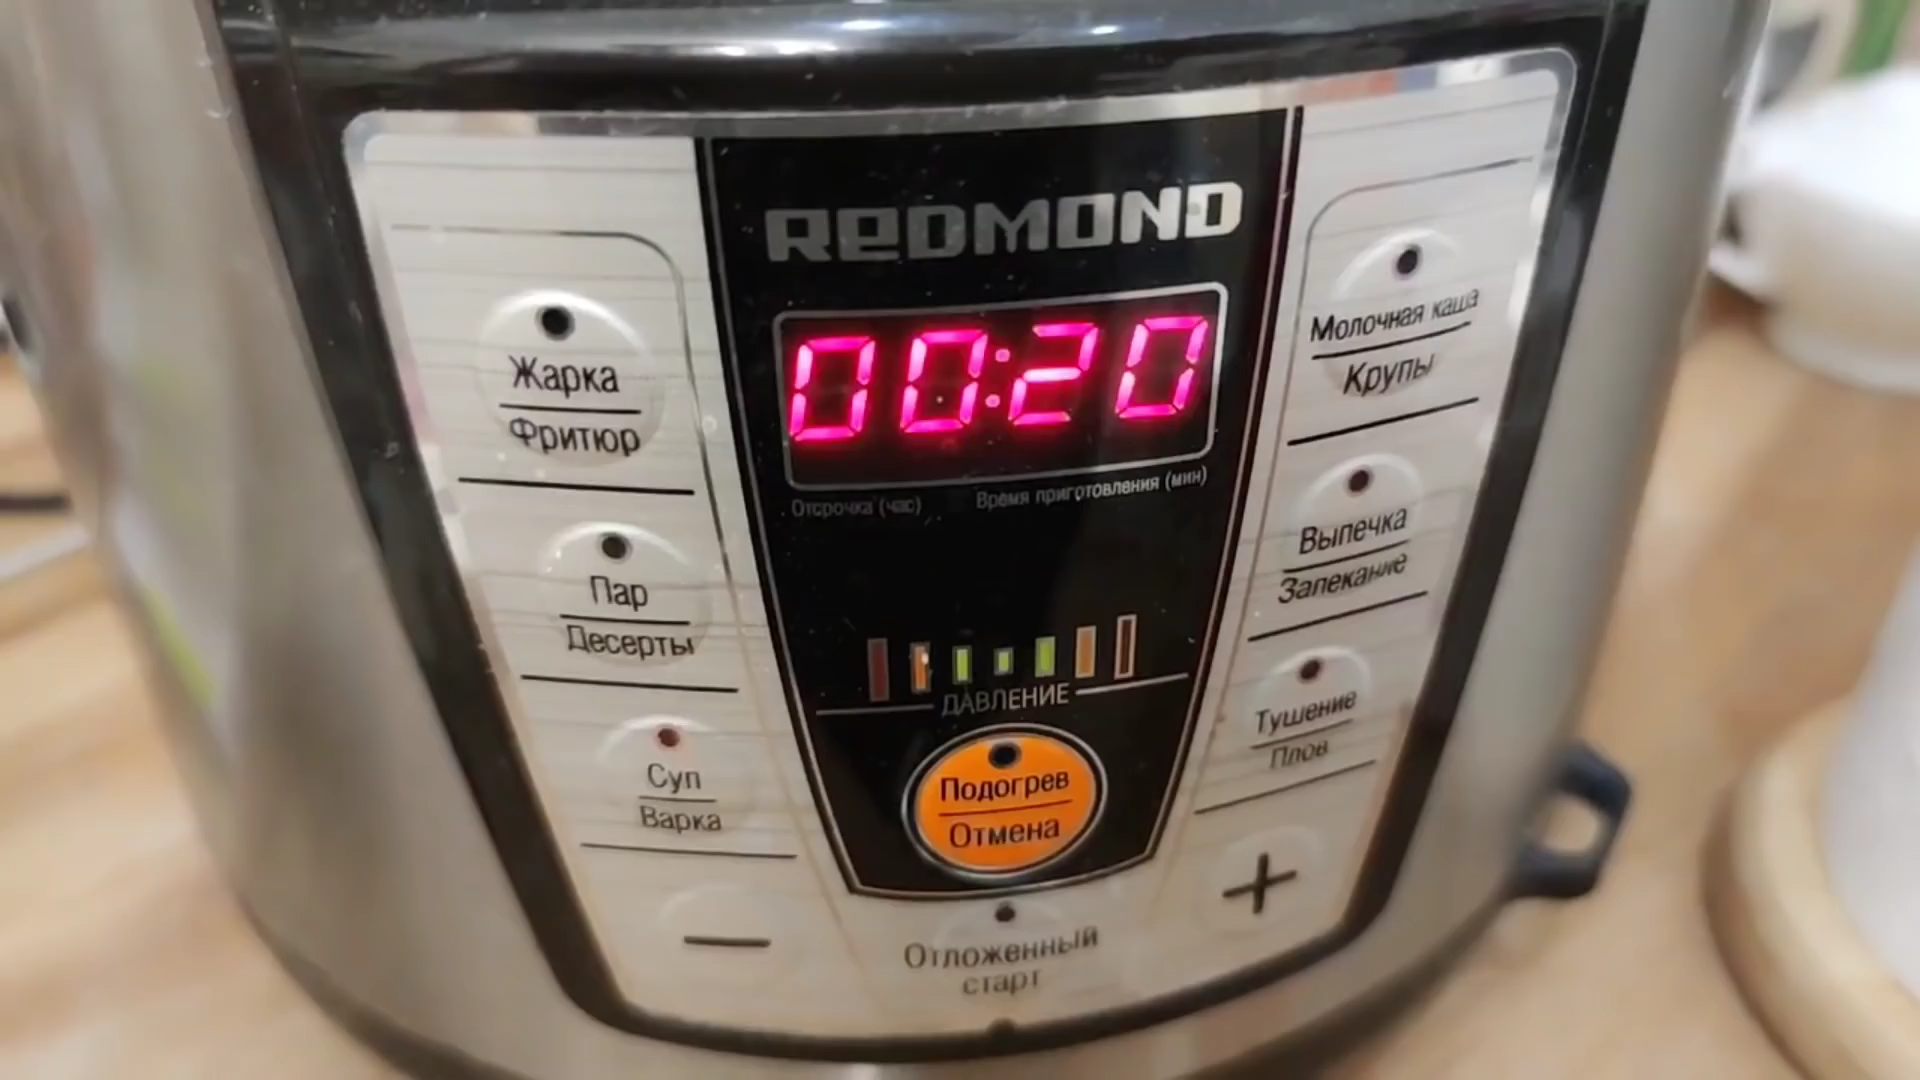 REDMOND
00:20
Отсрочка (час)
Время приготовления (мин)
Жарка
Фритюр
Пар
Десерты
Суп
Варка
—
ДАВЛЕНИЕ
Подогрев
Отмена
Отложенный
старт
Молочная каша
Крупы
Выпечка
Запекание
Тушение
Плов
+